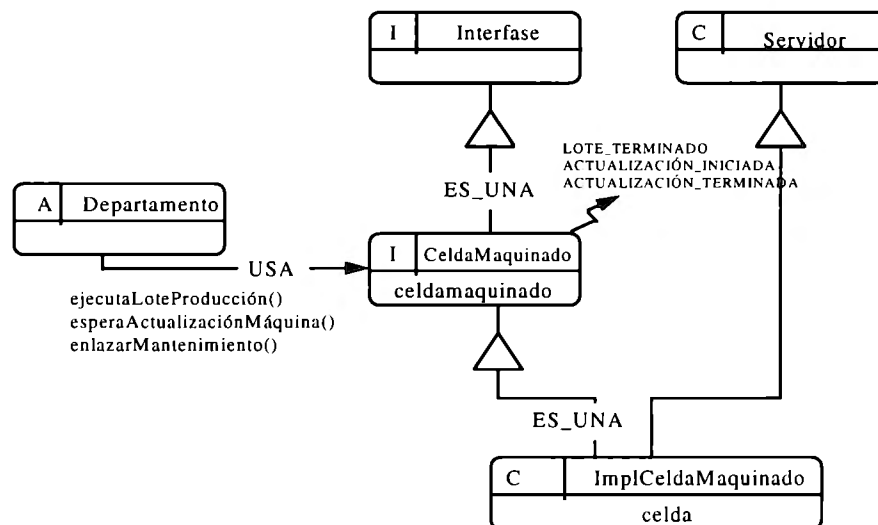 I Interfase
C Servidor
LOTE_TERMINADO
ACTUALIZACIÓN_INICIADA
ACTUALIZACIÓN_TERMINADA
ES_UNA
A Departamento
USA
I CeldaMaquinado
celdamaquinado
ejecutaLoteProducción()
esperaActualizaciónMáquina()
enlazarMantenimiento()
ES_UNA
C ImplCeldaMaquinado
celda